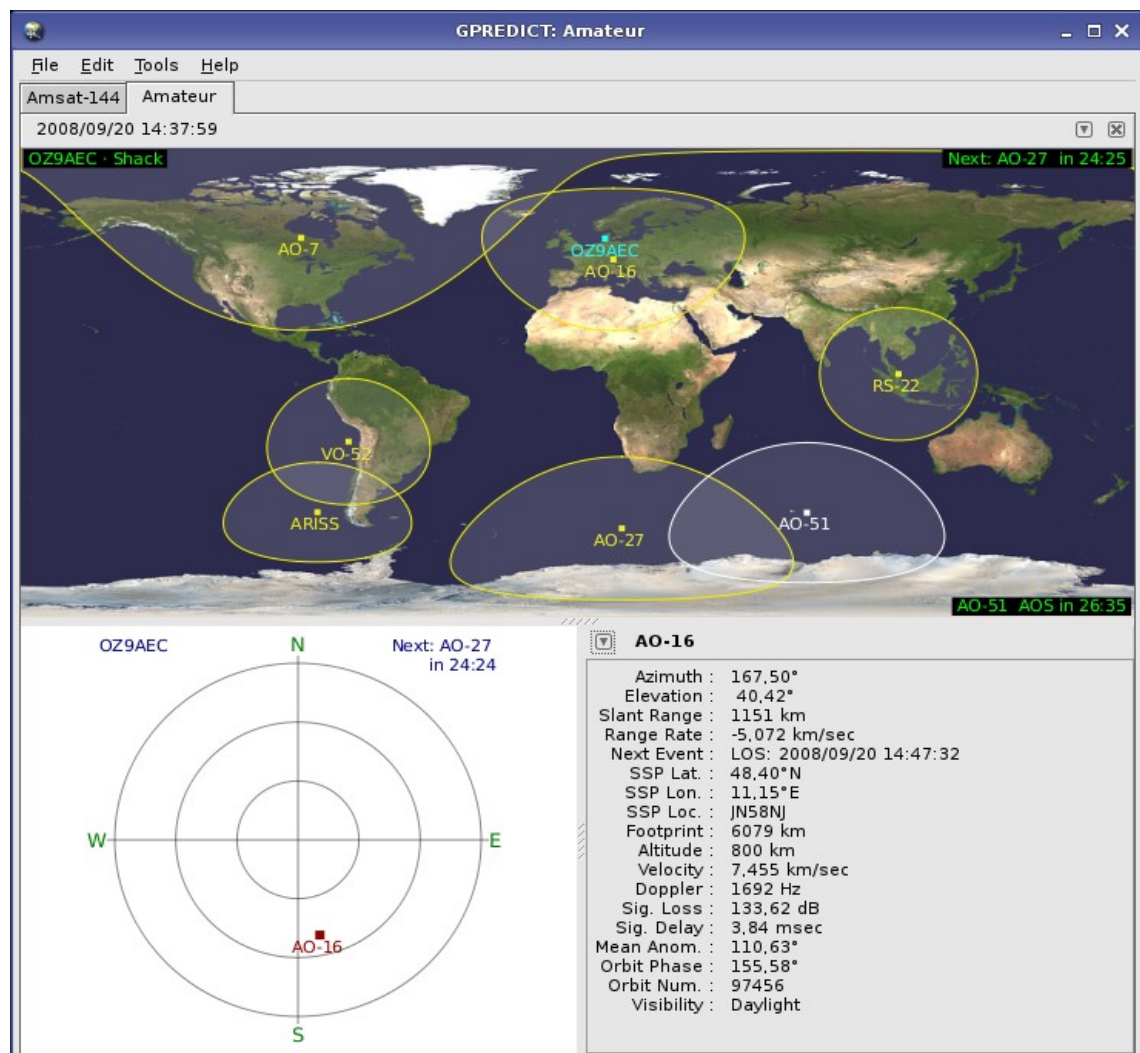 GPREDICT: Amateur
File Edit Tools Help
Amsat-144 Amateur
2008/09/20 14:37:59
OZ9AEC - Shack
Next: AO-27 in 24:25
AO-7
OZ9AEC
AO-16
RS-22
VO-52
ARISS
AO-27
AO-51
AO-51 AOS in 26:35
OZ9AEC
Next: AO-27
in 24:24
N
W
E
S
AO-16
AO-16
Azimuth : 167,50°
Elevation : 40,42°
Slant Range : 1151 km
Range Rate : -5,072 km/sec
Next Event : LOS: 2008/09/20 14:47:32
SSP Lat. : 48,40°N
SSP Lon. : 11,15°E
SSP Loc. : JN58NJ
Footprint : 6079 km
Altitude : 800 km
Velocity : 7,455 km/sec
Doppler : 1692 Hz
Sig. Loss : 133,62 dB
Sig. Delay : 3,84 msec
Mean Anom. : 110,63°
Orbit Phase : 155,58°
Orbit Num. : 97456
Visibility : Daylight